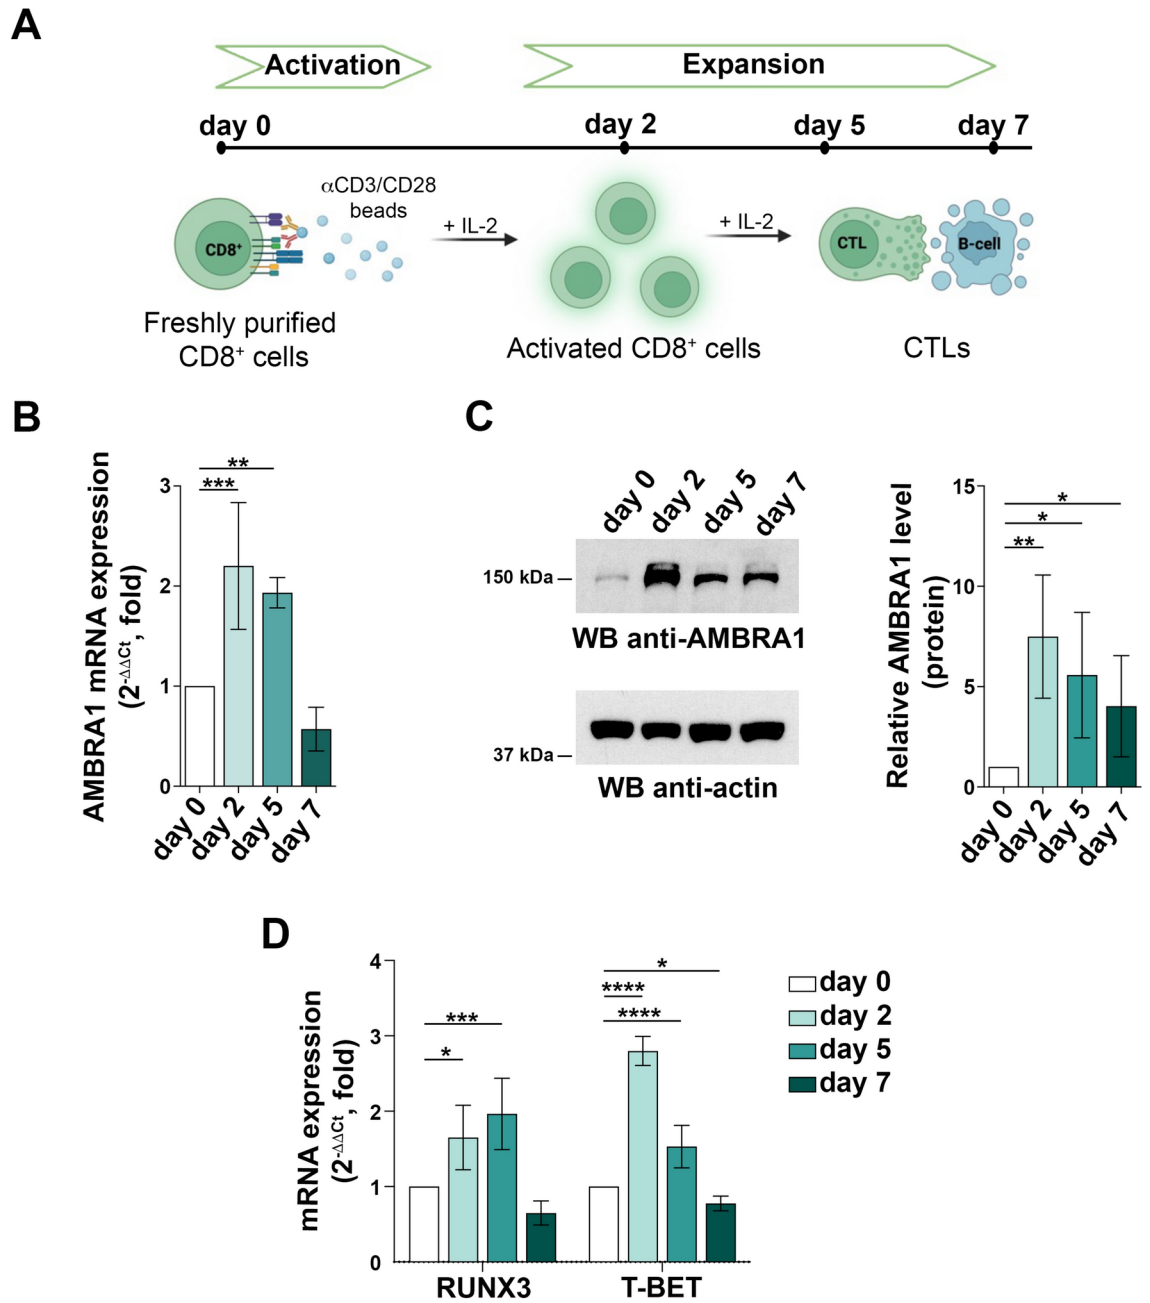 A
Activation
Expansion
day 0
day 2
day 5
day 7
αCD3/CD28
beads
+ IL-2
+ IL-2
CD8⁺
CTL
B-cell
Freshly purified
CD8⁺ cells
Activated CD8⁺ cells
CTLs
B
AMBRA1 mRNA expression
(2^-ΔΔCt, fold)
3
2
1
0
**
***
day 0
day 2
day 5
day 7
C
day 0
day 2
day 5
day 7
150 kDa
WB anti-AMBRA1
37 kDa
WB anti-actin
Relative AMBRA1 level
(protein)
15
10
5
0
*
*
**
day 0
day 2
day 5
day 7
D
mRNA expression
(2^-ΔΔCt, fold)
4
3
2
1
0
***
*
*
****
****
RUNX3
T-BET
day 0
day 2
day 5
day 7